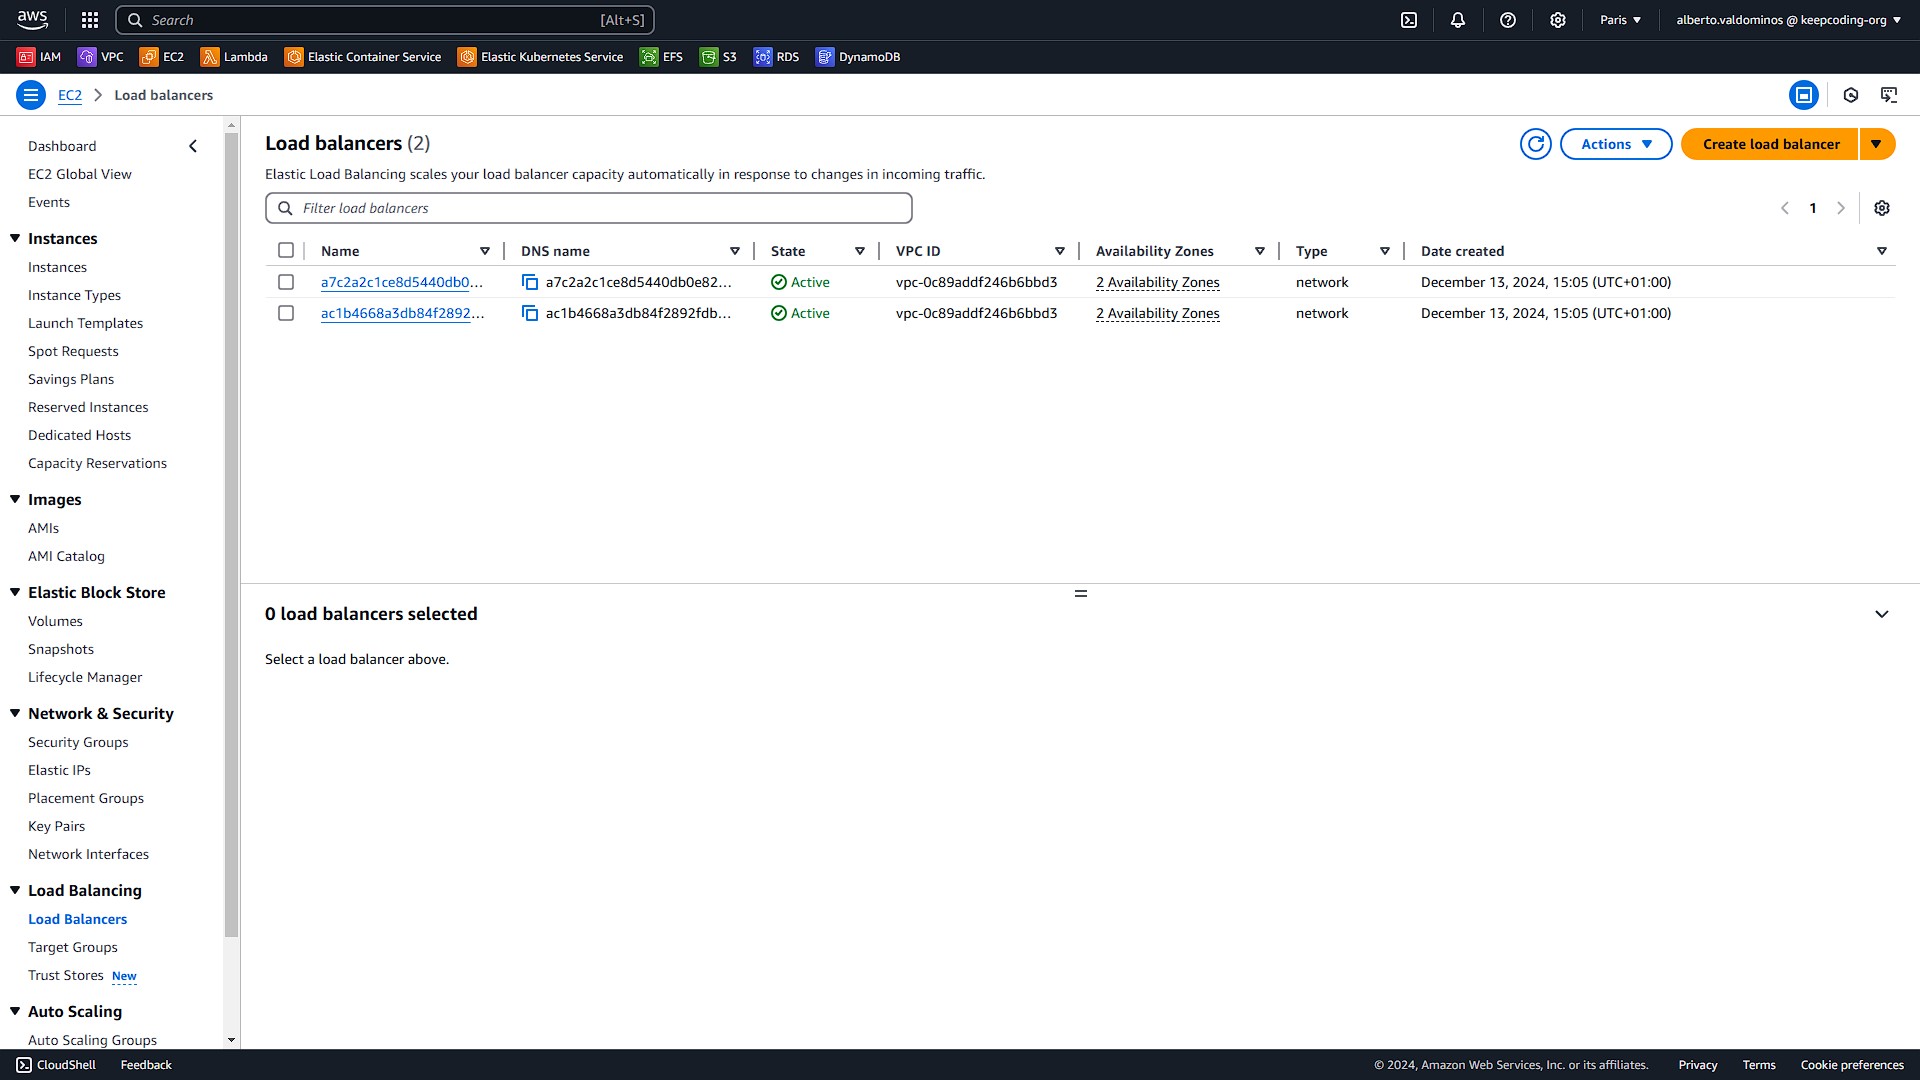 aws
Search [Alt+S]
Paris
alberto.valdominos @ keepcoding-org
IAM VPC EC2 Lambda Elastic Container Service Elastic Kubernetes Service EFS S3 RDS DynamoDB
EC2 Load balancers
Dashboard
EC2 Global View
Events
Instances
Instances
Instance Types
Launch Templates
Spot Requests
Savings Plans
Reserved Instances
Dedicated Hosts
Capacity Reservations
Images
AMIs
AMI Catalog
Elastic Block Store
Volumes
Snapshots
Lifecycle Manager
Network & Security
Security Groups
Elastic IPs
Placement Groups
Key Pairs
Network Interfaces
Load Balancing
Load Balancers
Target Groups
Trust Stores New
Auto Scaling
Auto Scaling Groups
Load balancers (2)
Actions
Create load balancer
Elastic Load Balancing scales your load balancer capacity automatically in response to changes in incoming traffic.
Filter load balancers
1
Name DNS name State VPC ID Availability Zones Type Date created
a7c2a2c1ce8d5440db0... a7c2a2c1ce8d5440db0e82... Active vpc-0c89addf246b6bbd3 2 Availability Zones network December 13, 2024, 15:05 (UTC+01:00)
ac1b4668a3db84f2892... ac1b4668a3db84f2892fdb... Active vpc-0c89addf246b6bbd3 2 Availability Zones network December 13, 2024, 15:05 (UTC+01:00)
0 load balancers selected
Select a load balancer above.
CloudShell Feedback
© 2024, Amazon Web Services, Inc. or its affiliates. Privacy Terms Cookie preferences